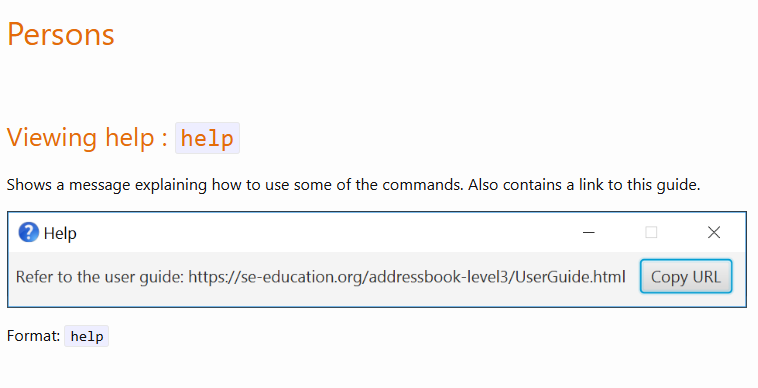 Persons
Viewing help : help
Shows a message explaining how to use some of the commands. Also contains a link to this guide.
Help
Refer to the user guide: https://se-education.org/addressbook-level3/UserGuide.html Copy URL
Format: help